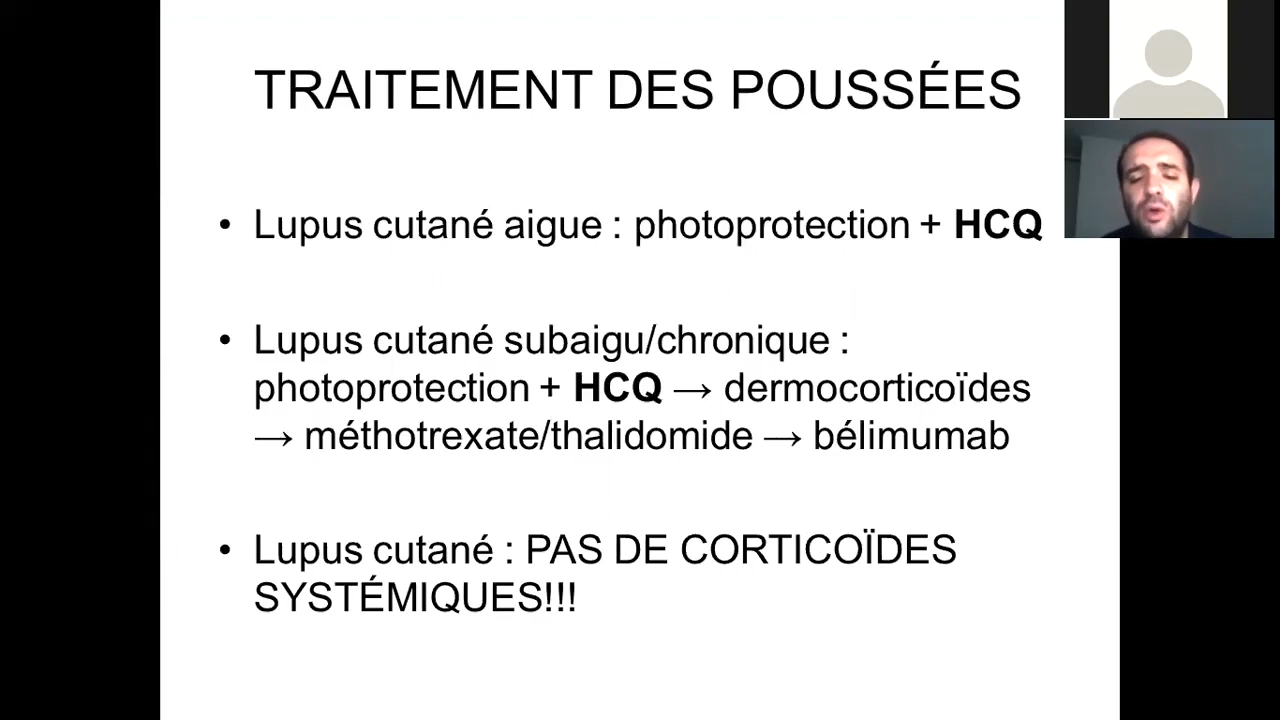 TRAITEMENT DES POUSSÉES
• Lupus cutané aigue : photoprotection + HCQ
• Lupus cutané subaigu/chronique :
photoprotection + HCQ → dermocorticoïdes
→ méthotrexate/thalidomide → bélimumab
• Lupus cutané : PAS DE CORTICOÏDES
SYSTÉMIQUES!!!